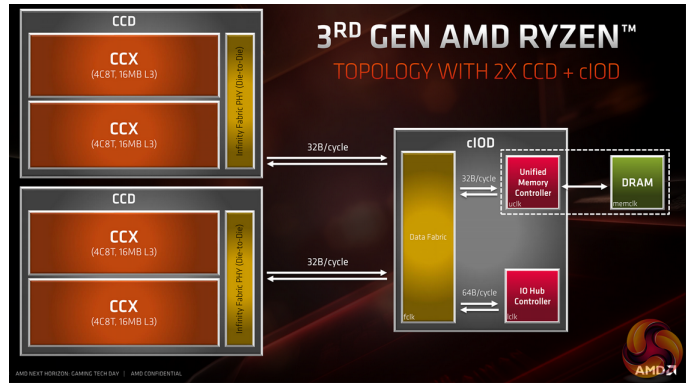 3RD GEN AMD RYZEN™
TOPOLOGY WITH 2X CCD + cIOD
CCD
CCX
(4C8T, 16MB L3)
CCX
(4C8T, 16MB L3)
Infinity Fabric PHY (Die-to-Die)
32B/cycle
CCD
CCX
(4C8T, 16MB L3)
CCX
(4C8T, 16MB L3)
Infinity Fabric PHY (Die-to-Die)
32B/cycle
cIOD
Data Fabric
fclk
32B/cycle
Unified
Memory
Controller
uclk
DRAM
memclk
64B/cycle
IO Hub
Controller
lclk
AMD NEXT HORIZON: GAMING TECH DAY | AMD CONFIDENTIAL
AMD